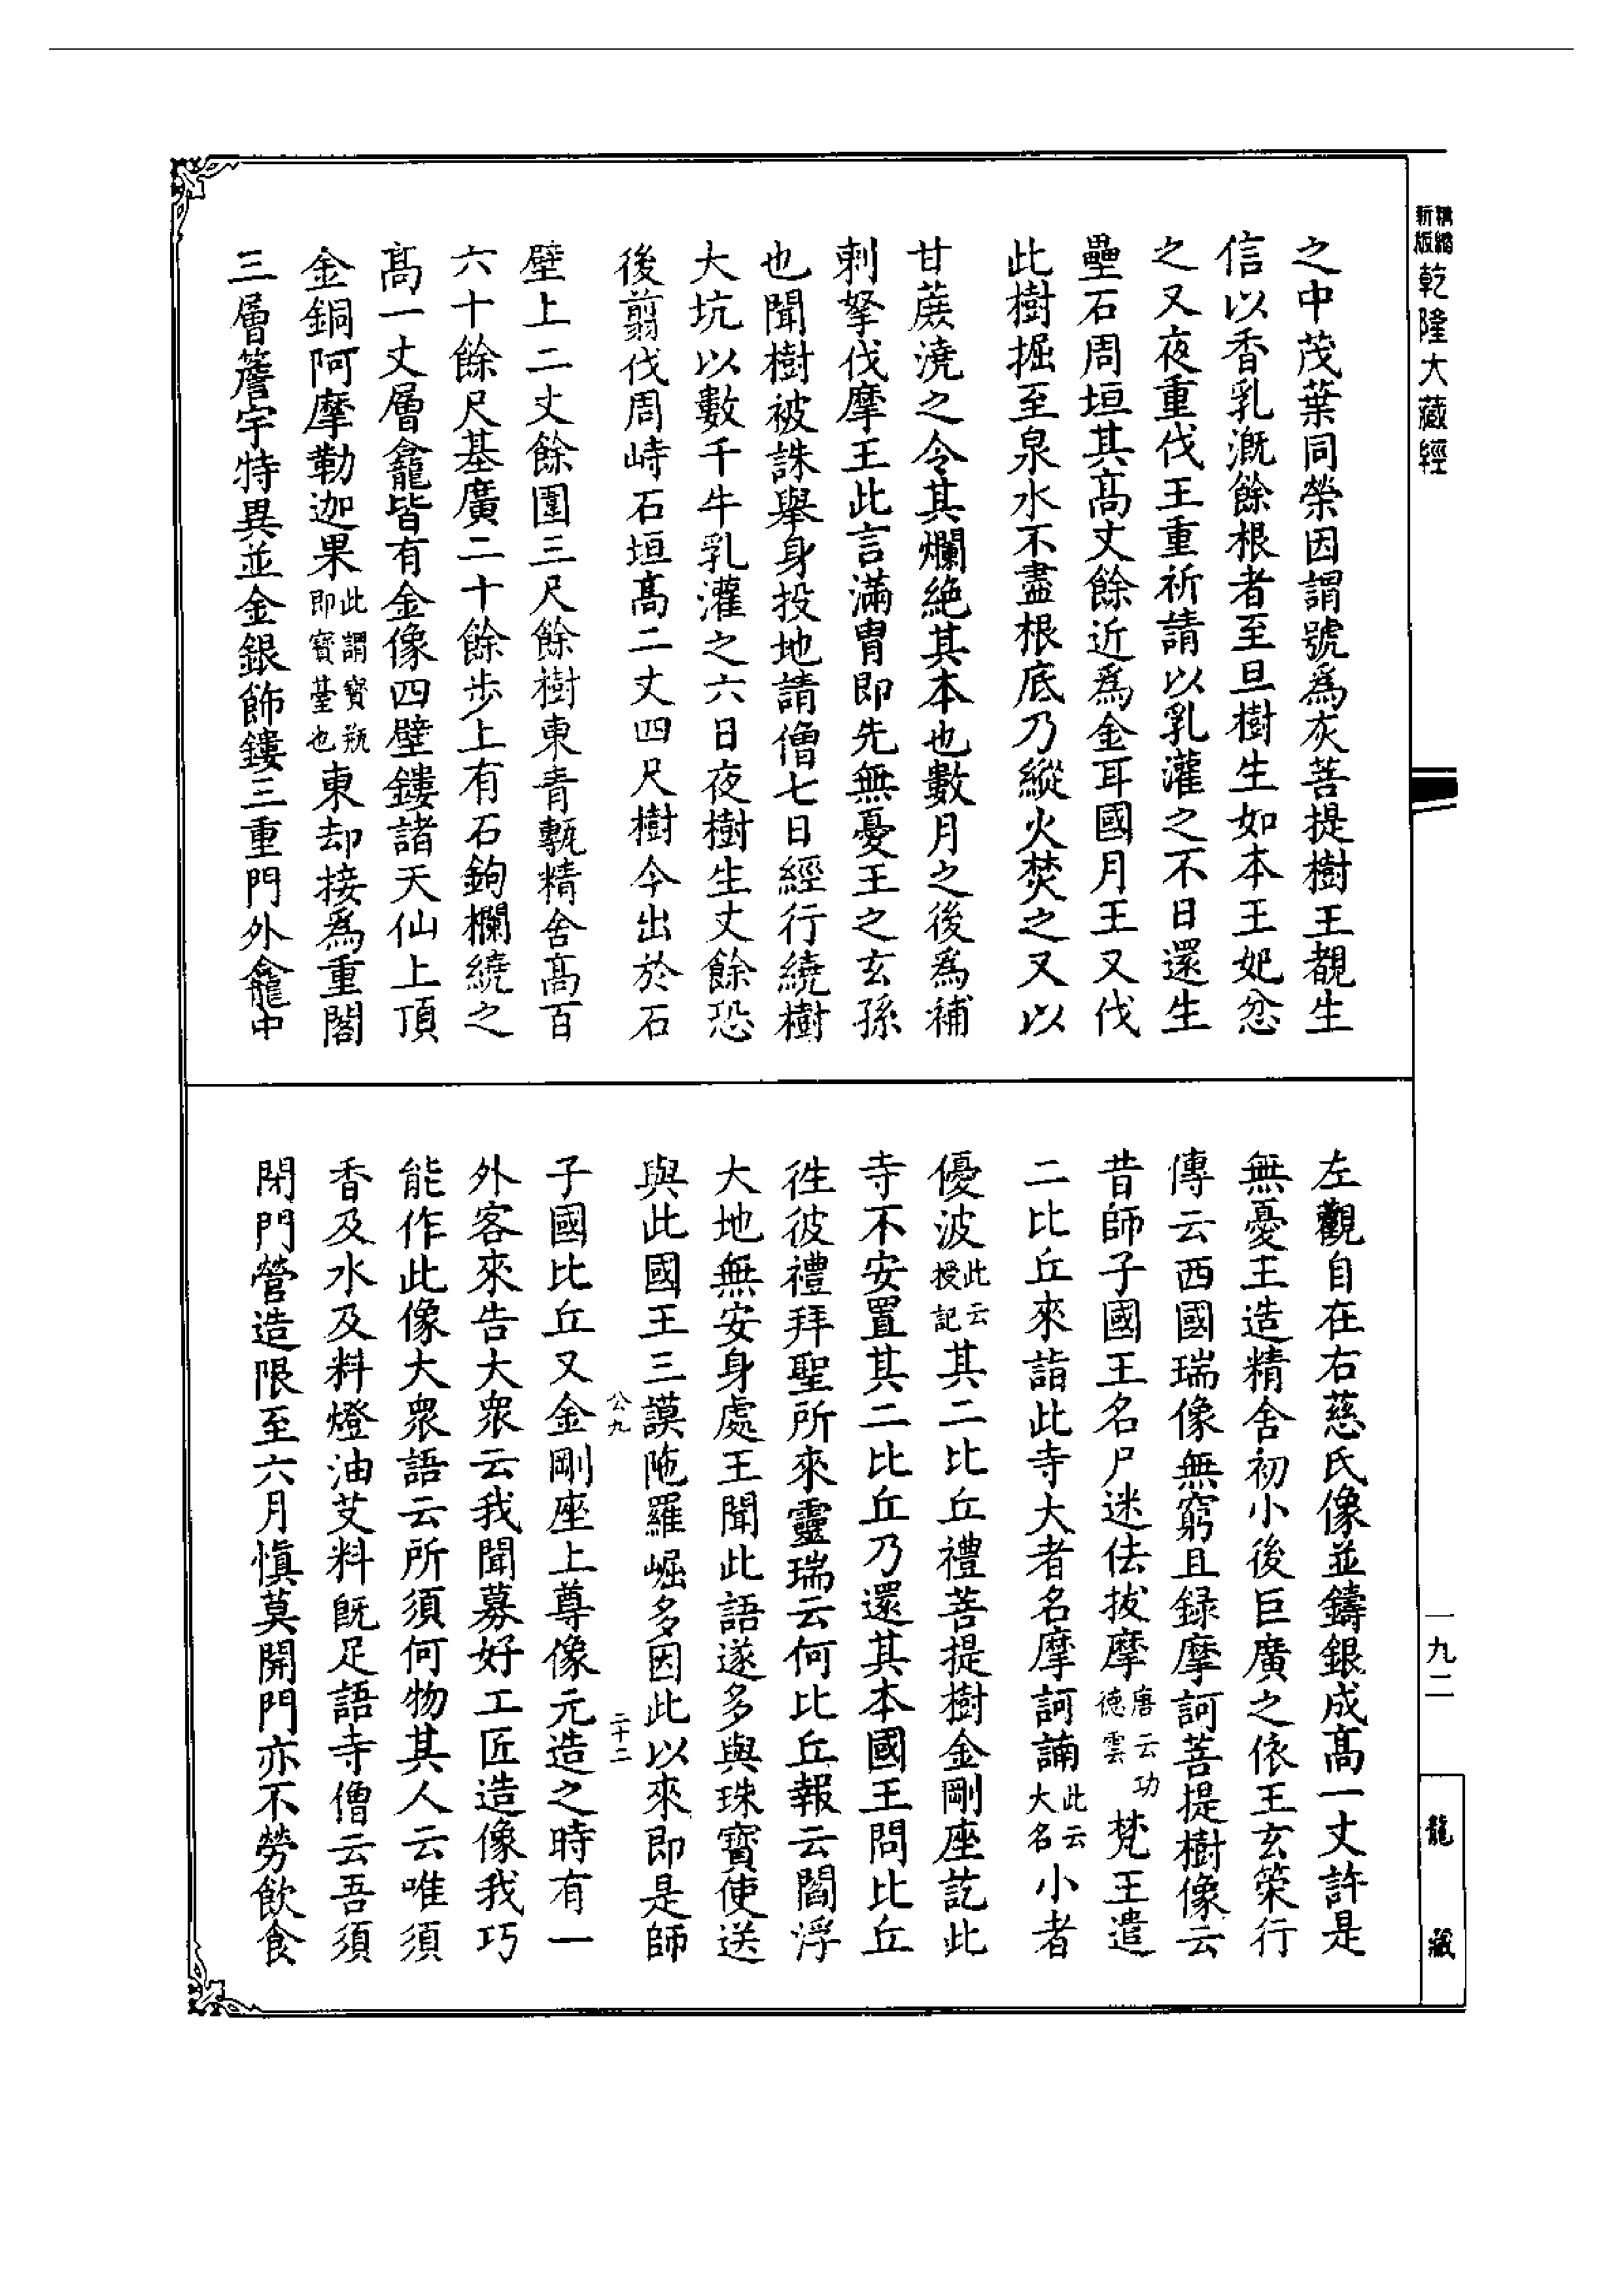 精縮
新版
乾隆大藏經
之中茂葉同榮因謂號爲灰菩提樹王覩生
信以香乳溉餘根者至旦樹生如本王妃忿
之又夜重伐王重祈請以乳灌之不日還生
壘石周垣其髙丈餘近爲金耳國月王又伐
此樹掘至泉水不盡根底乃縱火焚之又以
甘蔗澆之令其爛絶其本也數月之後爲補
剌拏伐摩王此言滿胄即先無憂王之玄孫
也聞樹被誅舉身投地請僧七日經行繞樹
大坑以數千牛乳灌之六日夜樹生丈餘恐
後翦伐周峙石垣髙二丈四尺樹今出於石
壁上二丈餘圍三尺餘樹東青甎精舍髙百
六十餘尺基廣二十餘步上有石鉤欄繞之
髙一丈層龕皆有金像四壁鏤諸天仙上頂
金銅阿摩勒迦果此謂寶瓶即寶臺也東却接爲重閣
三層簷宇特異並金銀飾鏤三重門外龕中
左觀自在右慈氏像並鑄銀成髙一丈許是
無憂王造精舍初小後巨廣之依王玄策行
傳云西國瑞像無窮且録摩訶菩提樹像云
昔師子國王名尸迷佉拔摩唐云功德雲梵王遣
二比丘來詣此寺大者名摩訶諵此云大名小者
優波此云授記其二比丘禮菩提樹金剛座訖此
寺不安置其二比丘乃還其本國王問比丘
徃彼禮拜聖所來靈瑞云何比丘報云閻浮
大地無安身處王聞此語遂多與珠寶使送
與此國王三謨陁羅崛多因此以來即是師
公九
二十二
子國比丘又金剛座上尊像元造之時有一
外客來告大衆云我聞募好工匠造像我巧
能作此像大衆語云所須何物其人云唯須
香及水及料燈油艾料旣足語寺僧云吾須
閉門營造限至六月愼莫開門亦不勞飲食
一九二
龍藏